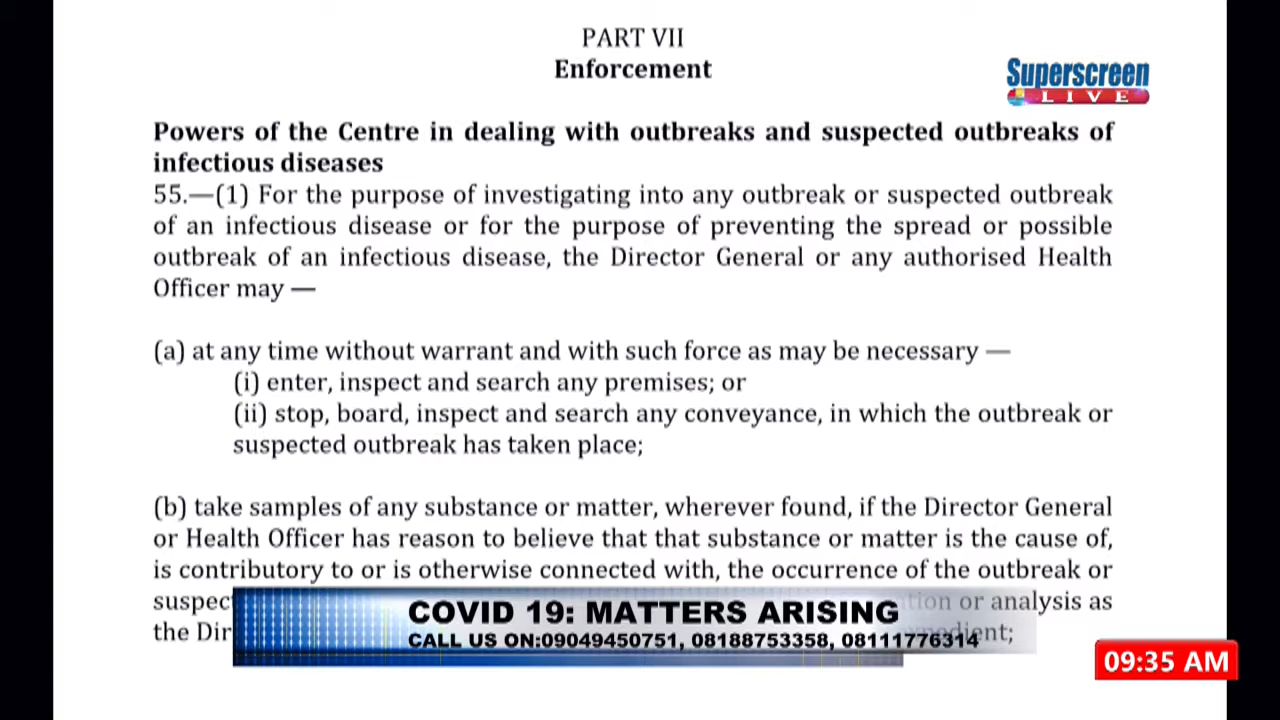 PART VII
Enforcement
Superscreen
LIVE
Powers of the Centre in dealing with outbreaks and suspected outbreaks of
infectious diseases
55.—(1) For the purpose of investigating into any outbreak or suspected outbreak
of an infectious disease or for the purpose of preventing the spread or possible
outbreak of an infectious disease, the Director General or any authorised Health
Officer may —
(a) at any time without warrant and with such force as may be necessary —
(i) enter, inspect and search any premises; or
(ii) stop, board, inspect and search any conveyance, in which the outbreak or
suspected outbreak has taken place;
(b) take samples of any substance or matter, wherever found, if the Director General
or Health Officer has reason to believe that that substance or matter is the cause of,
is contributory to or is otherwise connected with, the occurrence of the outbreak or
or analysis as
the
COVID 19: MATTERS ARISING
CALL US ON:09049450751, 08188753358, 08111776314
09:35 AM